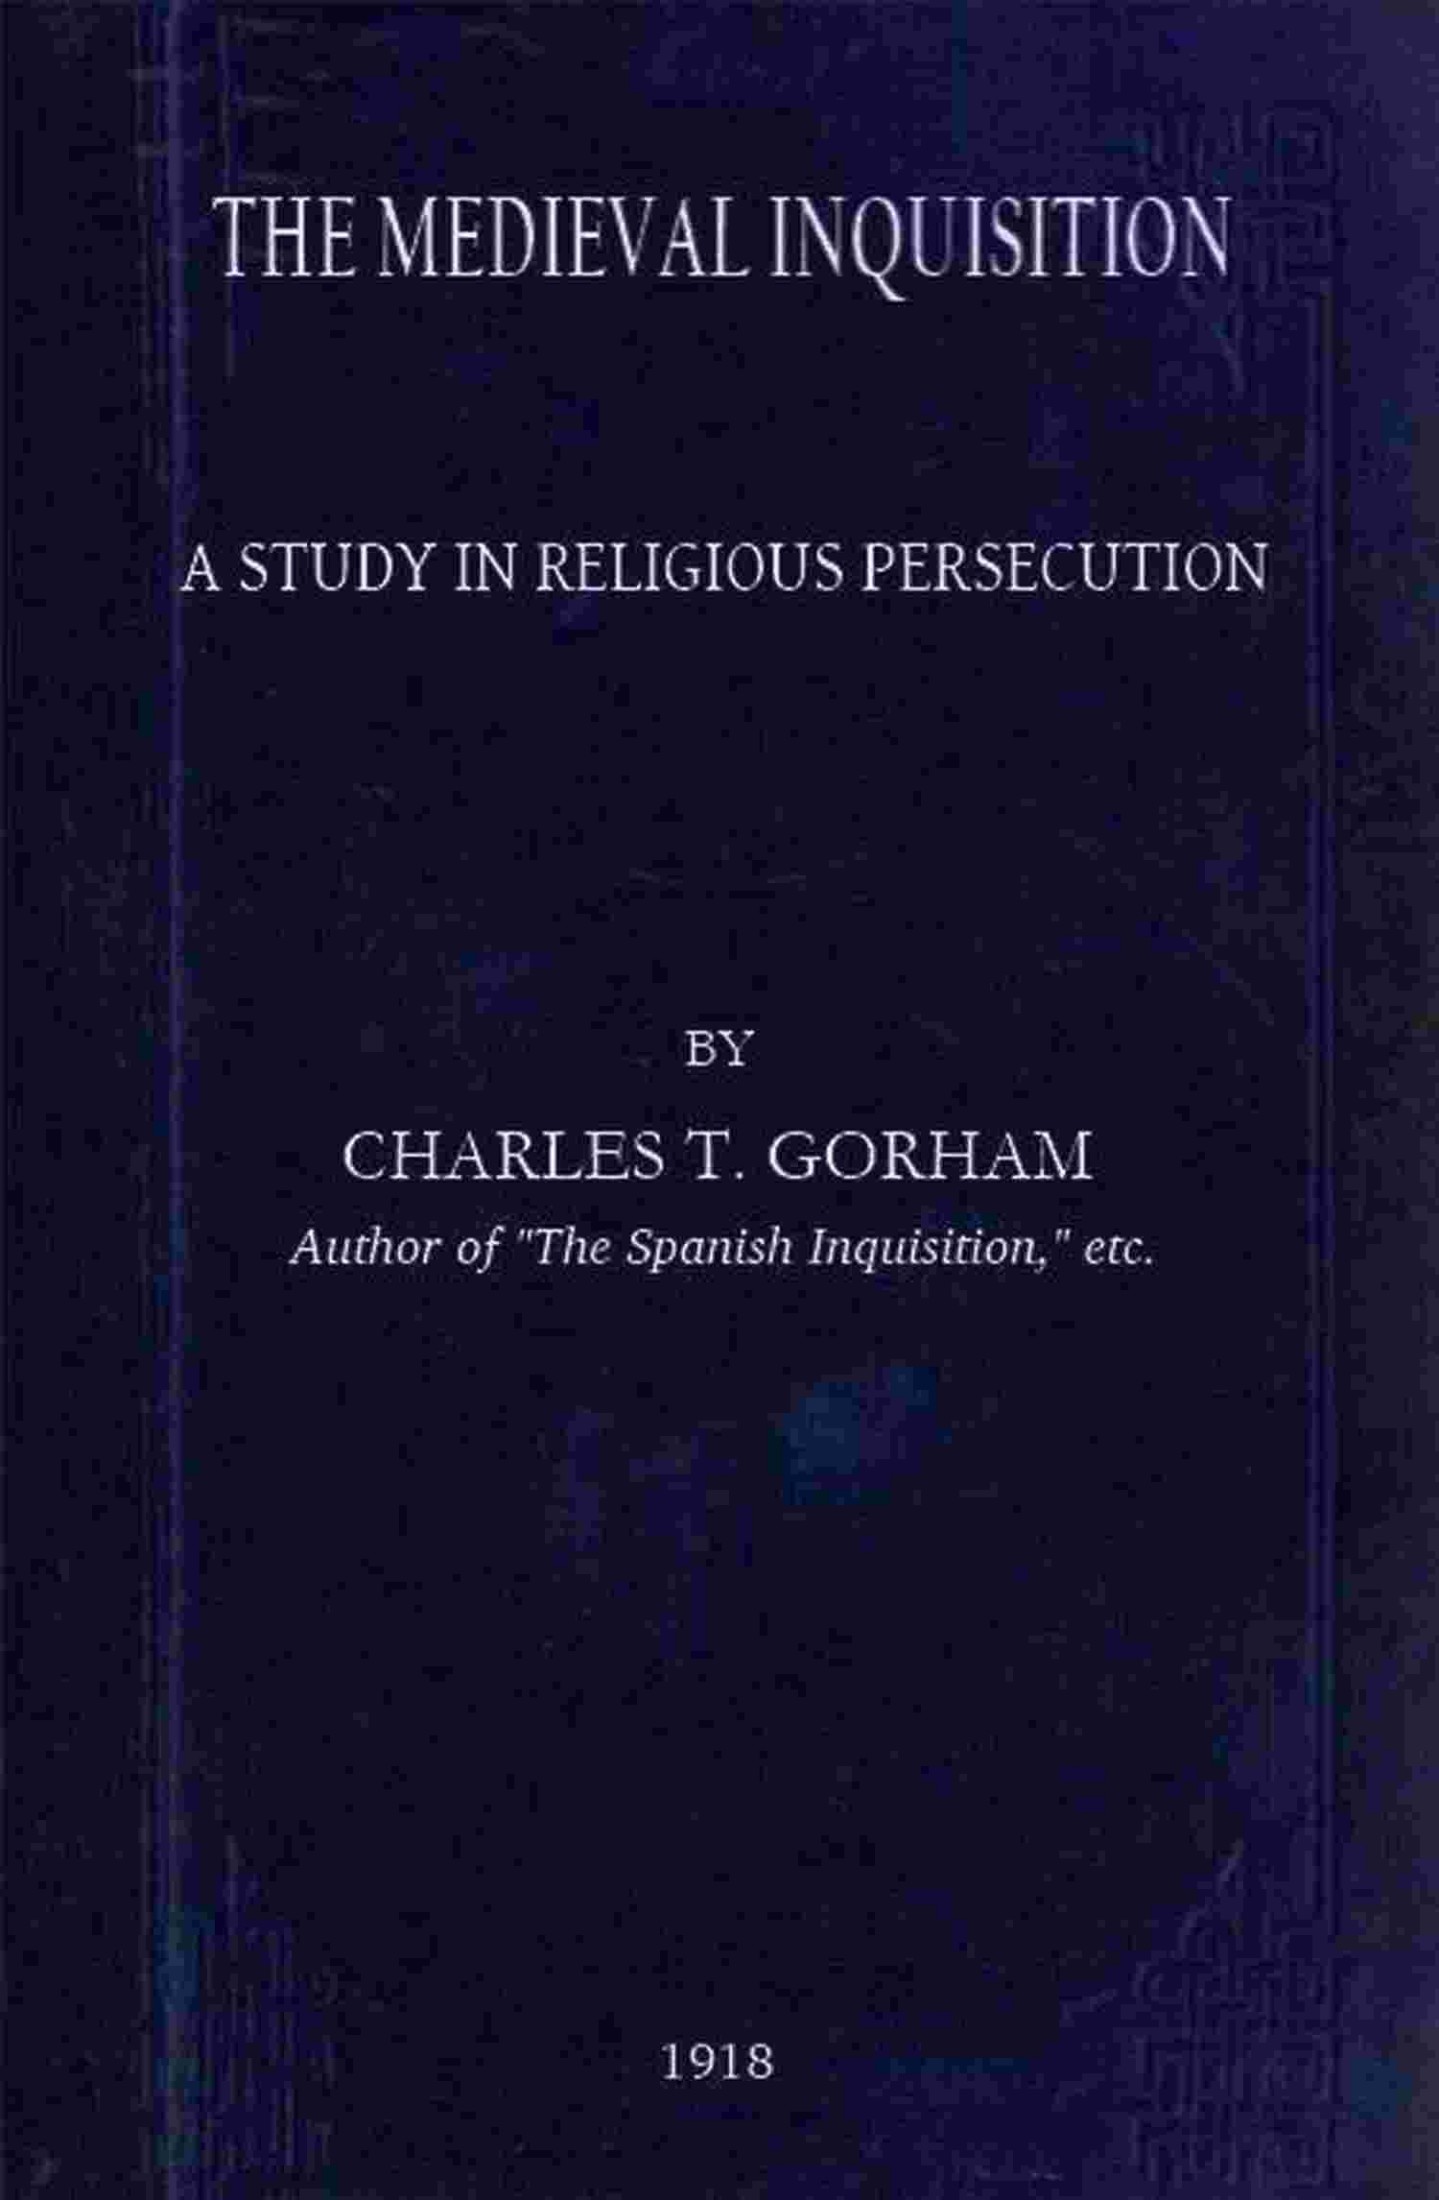 THE MEDIEVAL INQUISITION
A STUDY IN RELIGIOUS PERSECUTION
BY
CHARLES T. GORHAM
Author of "The Spanish Inquisition," etc.
1918